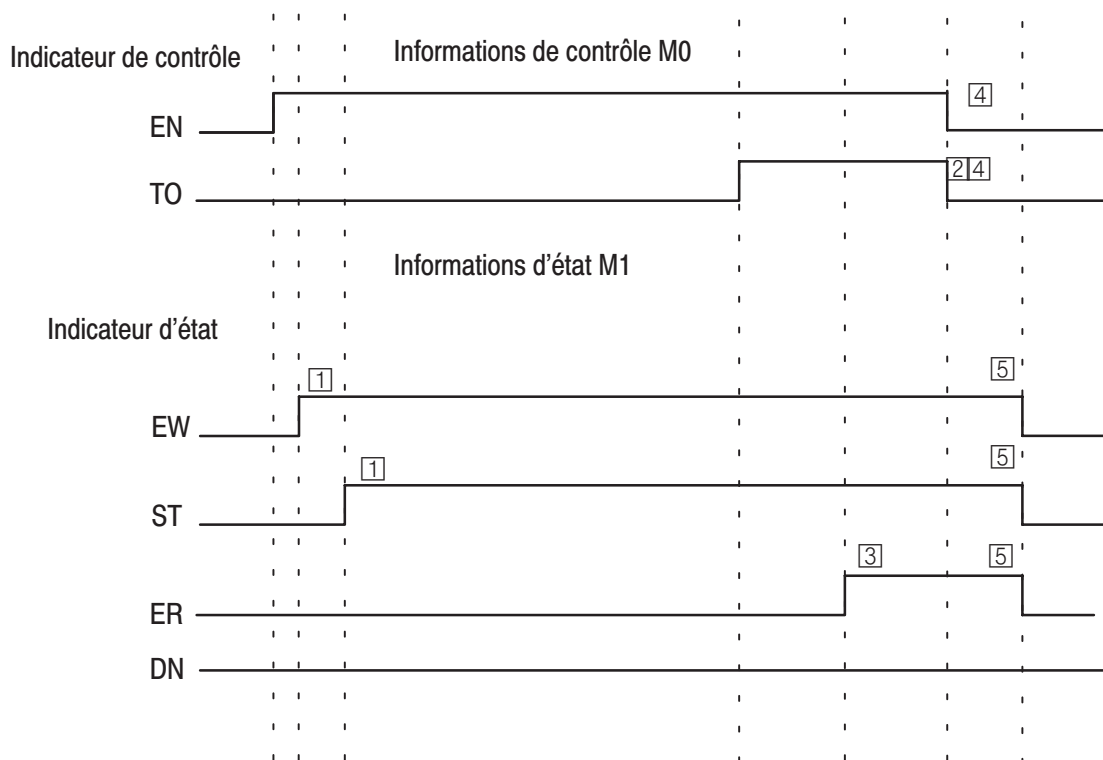 Indicateur de contrôle
Informations de contrôle M0
EN
4
TO
2 4
Informations d'état M1
Indicateur d'état
1
5
EW
1
5
ST
3
5
ER
DN